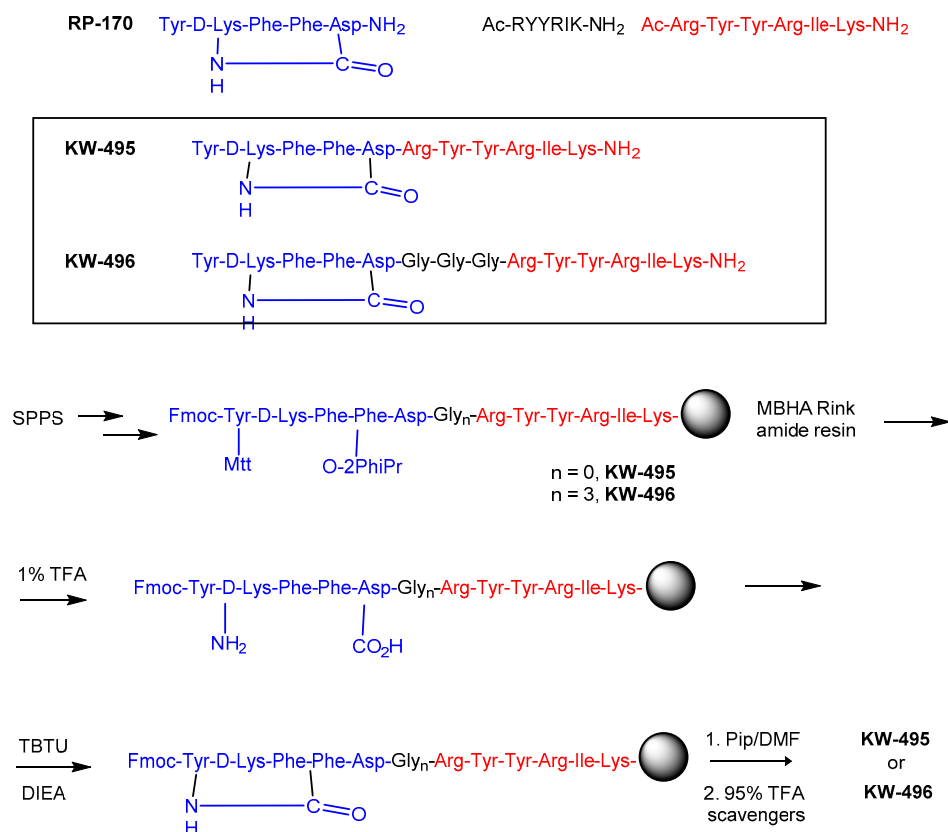 RP-170 Tyr-D-Lys-Phe-Phe-Asp-NH2 Ac-RYYRIK-NH2 Ac-Arg-Tyr-Tyr-Arg-Ile-Lys-NH2
N C O
H
KW-495 Tyr-D-Lys-Phe-Phe-Asp-Arg-Tyr-Tyr-Arg-Ile-Lys-NH2
N C O
H
KW-496 Tyr-D-Lys-Phe-Phe-Asp-Gly-Gly-Gly-Arg-Tyr-Tyr-Arg-Ile-Lys-NH2
N C O
H
SPPS Fmoc-Tyr-D-Lys-Phe-Phe-Asp-Glyn-Arg-Tyr-Tyr-Arg-Ile-Lys- MBHA Rink
amide resin
Mtt O-2PhiPr
n = 0, KW-495
n = 3, KW-496
1% TFA Fmoc-Tyr-D-Lys-Phe-Phe-Asp-Glyn-Arg-Tyr-Tyr-Arg-Ile-Lys-
NH2 CO2H
TBTU Fmoc-Tyr-D-Lys-Phe-Phe-Asp-Glyn-Arg-Tyr-Tyr-Arg-Ile-Lys- 1. Pip/DMF KW-495
or
DIEA N C O 2. 95% TFA KW-496
H scavengers